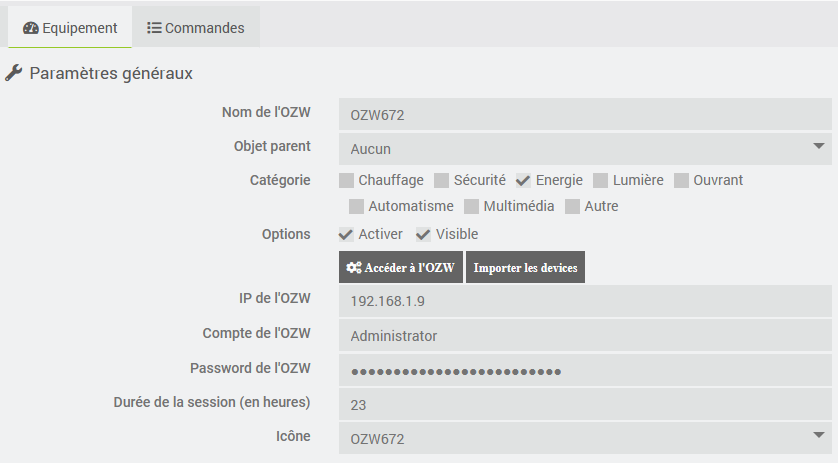 Equipement Commandes
Paramètres généraux
Nom de l'OZW OZW672
Objet parent Aucun
Catégorie Chauffage Sécurité Energie Lumière Ouvrant
Automatisme Multimédia Autre
Options Activer Visible
Accéder à l'OZW Importer les devices
IP de l'OZW 192.168.1.9
Compte de l'OZW Administrator
Password de l'OZW •••••••••••••••••••••••••
Durée de la session (en heures) 23
Icône OZW672